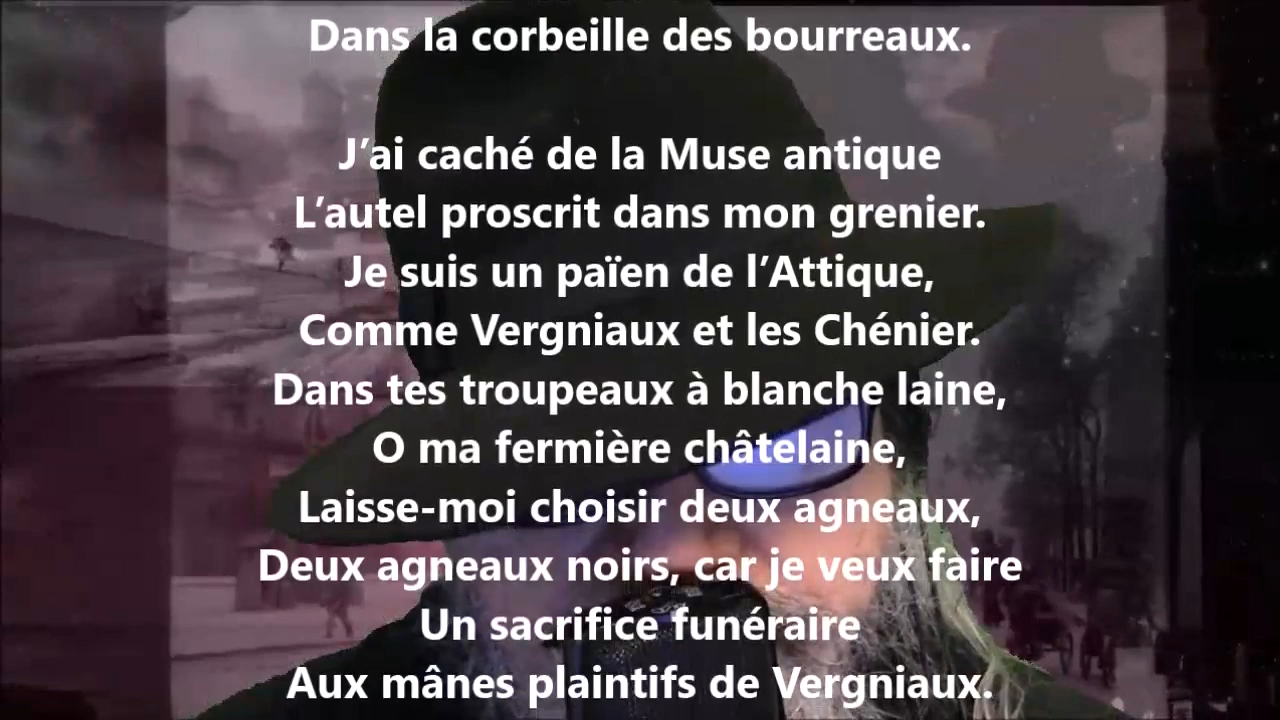 Dans la corbeille des bourreaux.
J’ai caché de la Muse antique
L’autel proscrit dans mon grenier.
Je suis un païen de l’Attique,
Comme Vergniaux et les Chénier.
Dans tes troupeaux à blanche laine,
O ma fermière châtelaine,
Laisse-moi choisir deux agneaux,
Deux agneaux noirs, car je veux faire
Un sacrifice funéraire
Aux mânes plaintifs de Vergniaux.